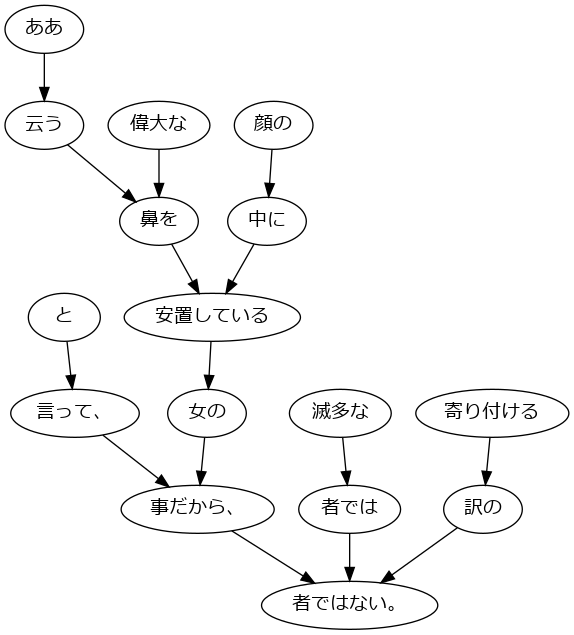 ああ
云う
偉大な
顔の
鼻を
中に
と
安置している
言って、
女の
滅多な
寄り付ける
事だから、
者では
訳の
者ではない。